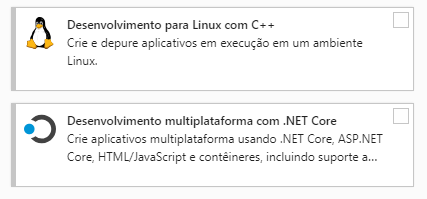 Desenvolvimento para Linux com C++
Crie e depure aplicativos em execução em um ambiente
Linux.
Desenvolvimento multiplataforma com .NET Core
Crie aplicativos multiplataforma usando .NET Core, ASP.NET
Core, HTML/JavaScript e contêineres, incluindo suporte a...